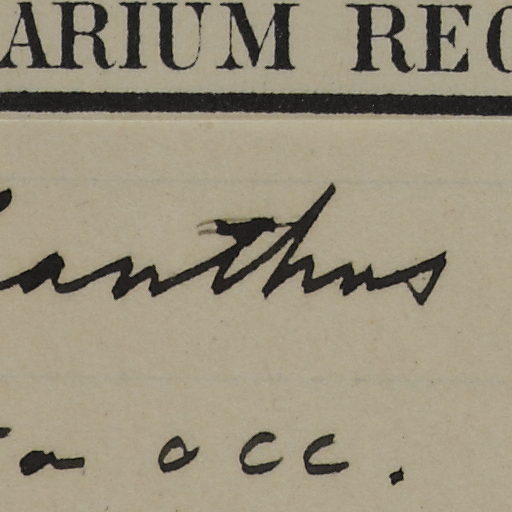 ARIUM REC
anthus
a occ.